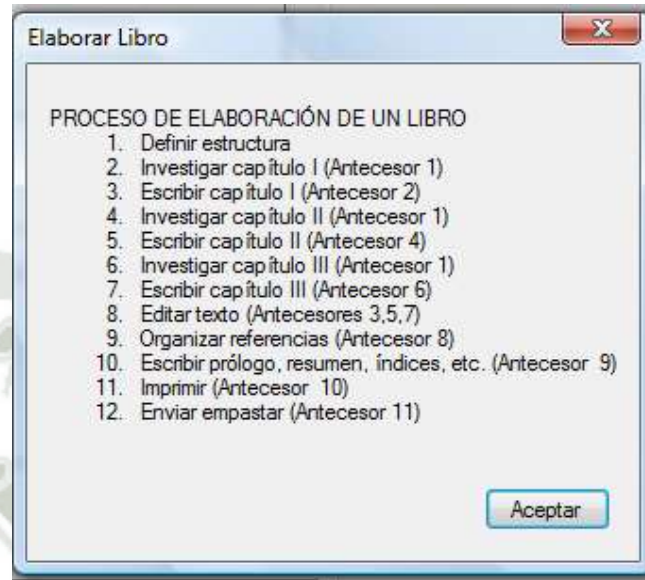 Elaborar Libro
PROCESO DE ELABORACIÓN DE UN LIBRO
1. Definir estructura
2. Investigar capítulo I (Antecesor 1)
3. Escribir capítulo I (Antecesor 2)
4. Investigar capítulo II (Antecesor 1)
5. Escribir capítulo II (Antecesor 4)
6. Investigar capítulo III (Antecesor 1)
7. Escribir capítulo III (Antecesor 6)
8. Editar texto (Antecesores 3,5,7)
9. Organizar referencias (Antecesor 8)
10. Escribir prólogo, resumen, índices, etc. (Antecesor 9)
11. Imprimir (Antecesor 10)
12. Enviar empastar (Antecesor 11)
Aceptar